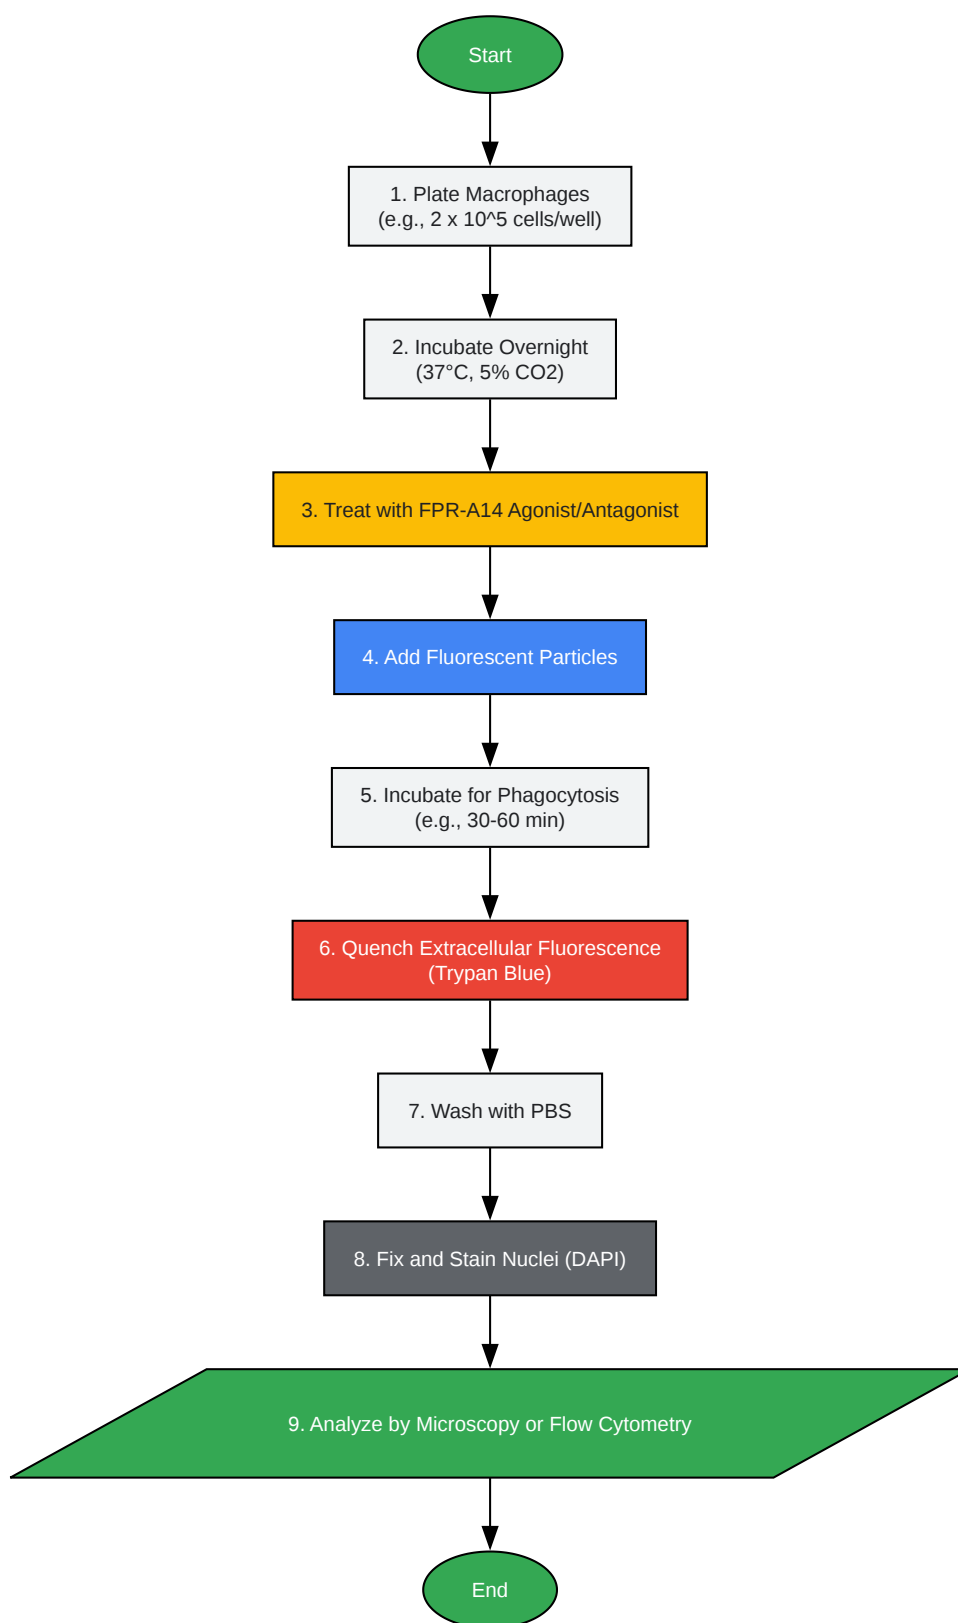 Start
1. Plate Macrophages
(e.g., 2 x 10^5 cells/well)
2. Incubate Overnight
(37°C, 5% CO2)
3. Treat with FPR-A14 Agonist/Antagonist
4. Add Fluorescent Particles
5. Incubate for Phagocytosis
(e.g., 30-60 min)
6. Quench Extracellular Fluorescence
(Trypan Blue)
7. Wash with PBS
8. Fix and Stain Nuclei (DAPI)
9. Analyze by Microscopy or Flow Cytometry
End